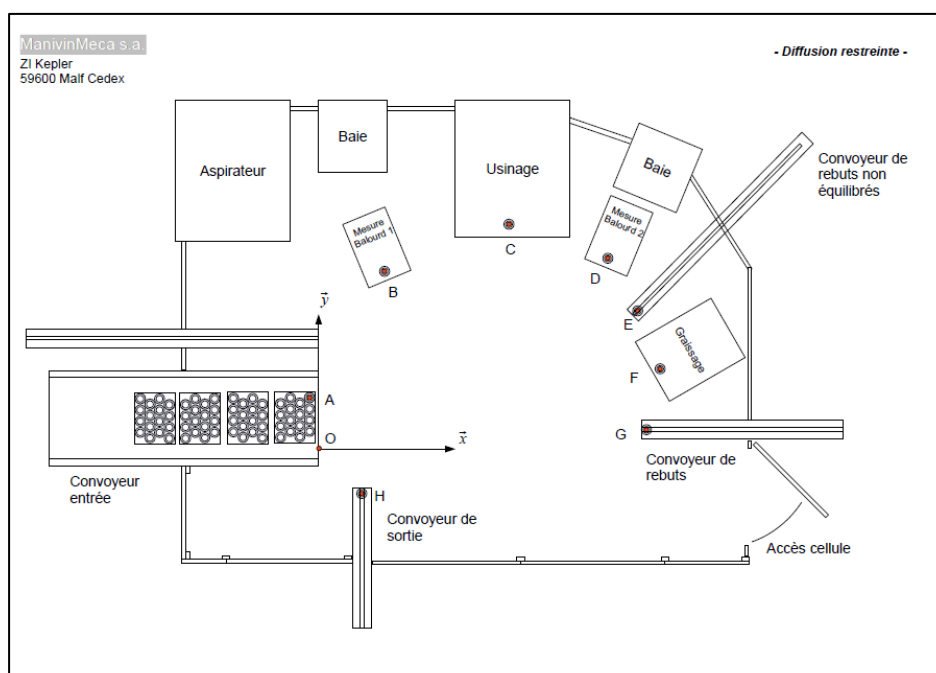 ManivinMeca s.a.
ZI Kepler
59600 Malf Cedex
- Diffusion restreinte -
Aspirateur
Baie
Usinage
Baie
Convoyeur de
rebuts non
équilibrés
Mesure
Balourd 1
Mesure
Balourd 2
B
C
D
E
y
Graissage
F
A
O
x
G
Convoyeur
entrée
Convoyeur de
rebuts
H
Convoyeur de
sortie
Accès cellule